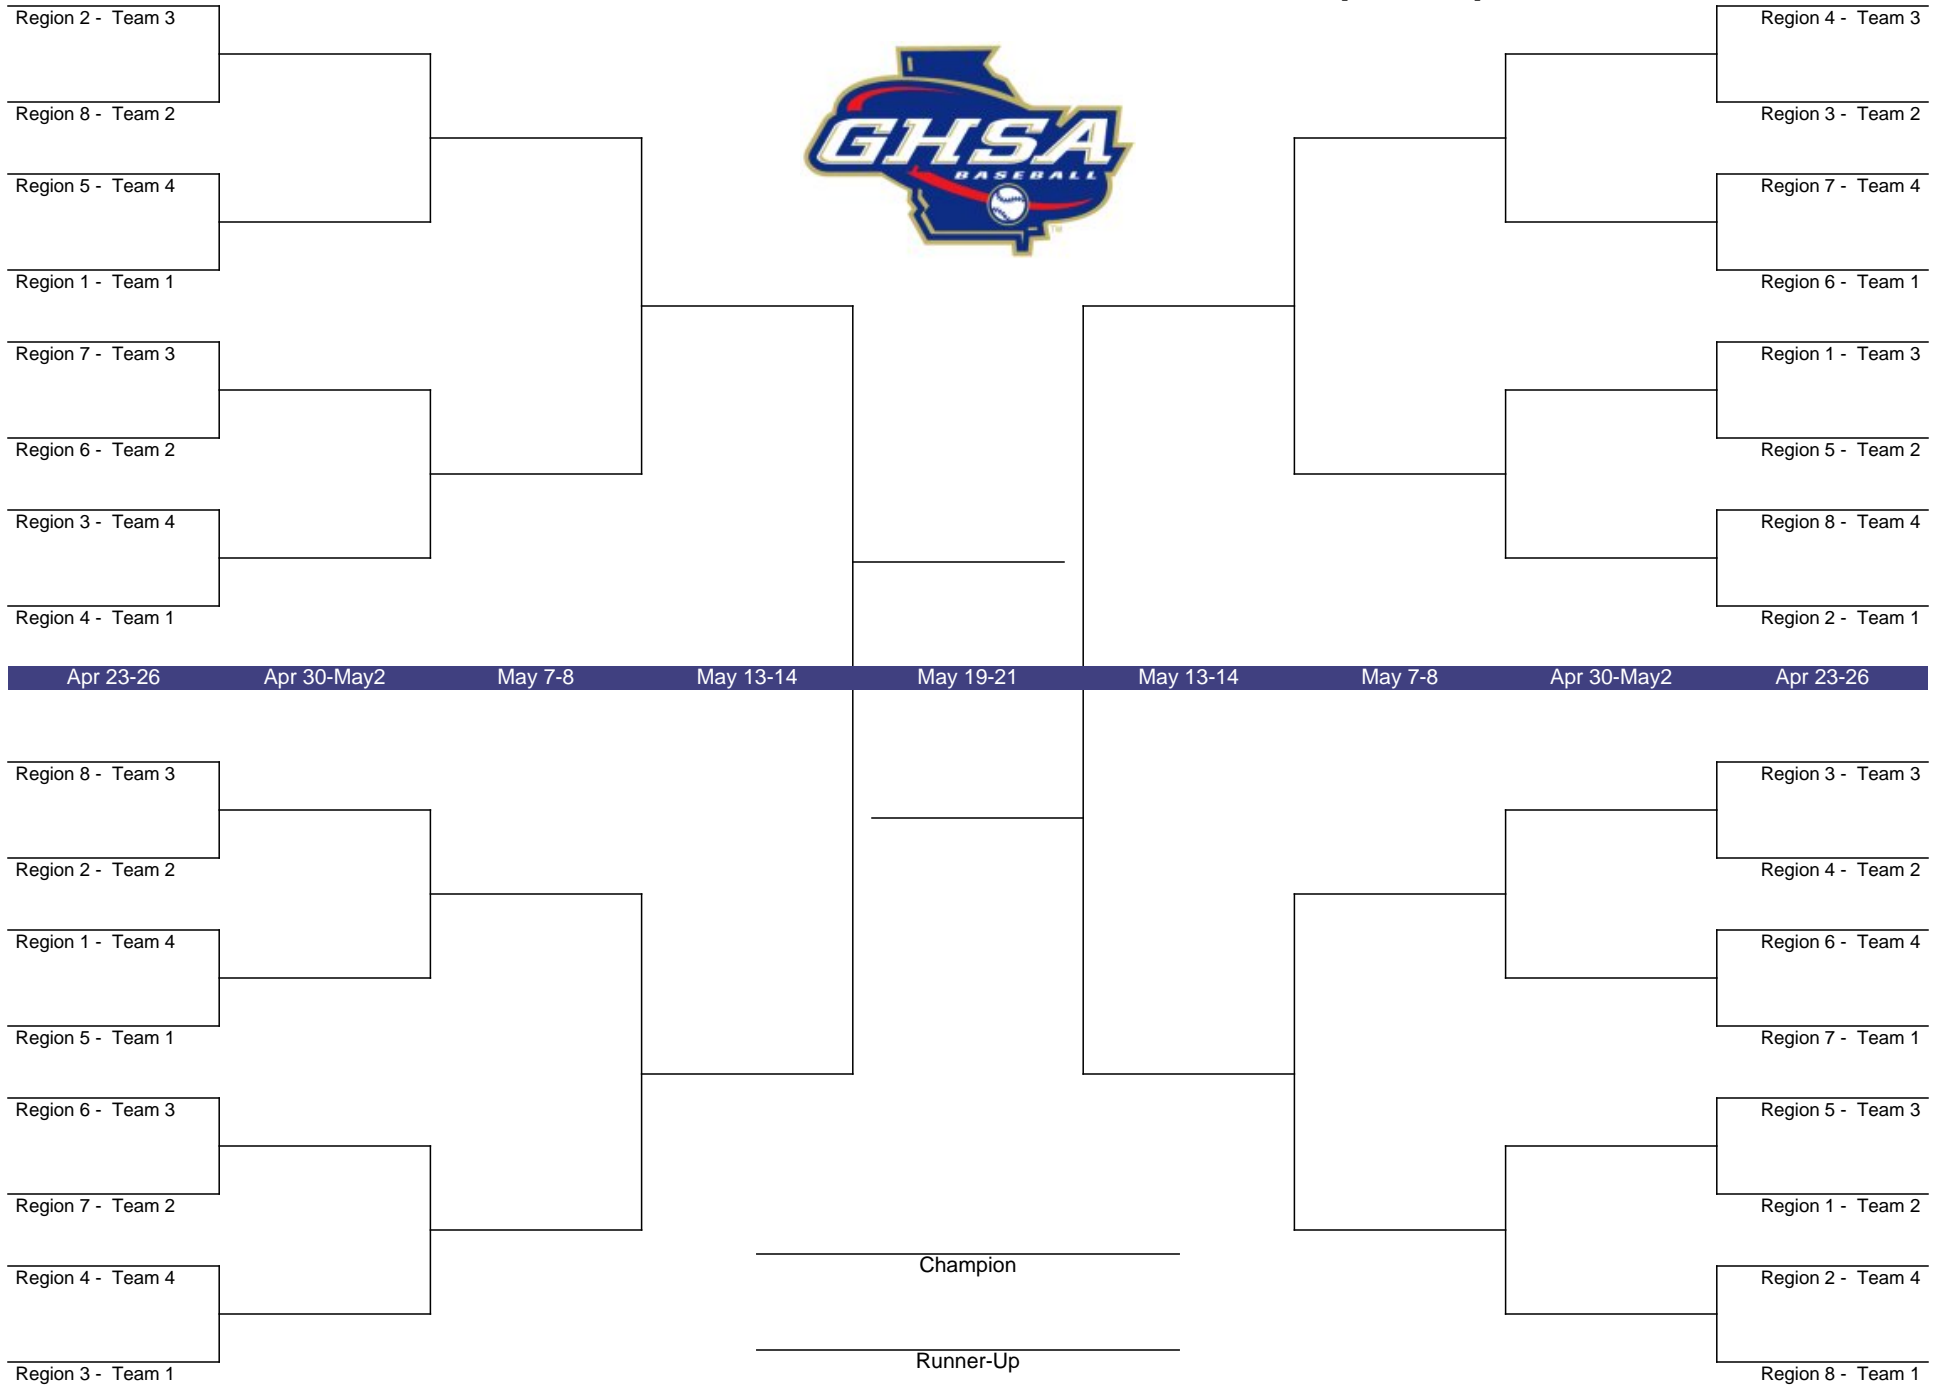 Region 2 - Team 3
Region 8 - Team 2
Region 5 - Team 4
Region 1 - Team 1
Region 7 - Team 3
Region 6 - Team 2
Region 3 - Team 4
Region 4 - Team 1
GHSA
BASEBALL
TM
Region 4 - Team 3
Region 3 - Team 2
Region 7 - Team 4
Region 6 - Team 1
Region 1 - Team 3
Region 5 - Team 2
Region 8 - Team 4
Region 2 - Team 1
Apr 23-26 Apr 30-May2 May 7-8 May 13-14 May 19-21 May 13-14 May 7-8 Apr 30-May2 Apr 23-26
Region 8 - Team 3
Region 2 - Team 2
Region 1 - Team 4
Region 5 - Team 1
Region 6 - Team 3
Region 7 - Team 2
Region 4 - Team 4
Region 3 - Team 1
Champion
Runner-Up
Region 3 - Team 3
Region 4 - Team 2
Region 6 - Team 4
Region 7 - Team 1
Region 5 - Team 3
Region 1 - Team 2
Region 2 - Team 4
Region 8 - Team 1